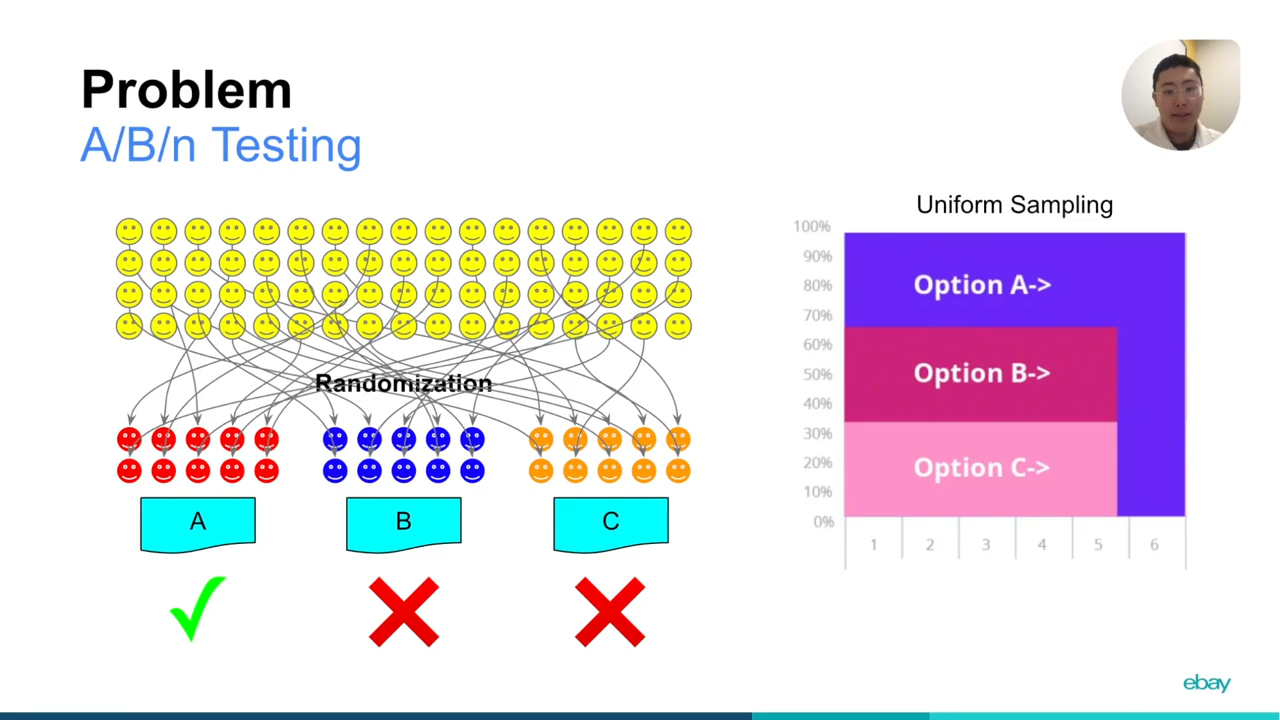 Problem
A/B/n Testing
Randomization
A
B
C
Uniform Sampling
100%
90%
80%
70%
60%
50%
40%
30%
20%
10%
0%
Option A->
Option B->
Option C->
1 2 3 4 5 6
ebay